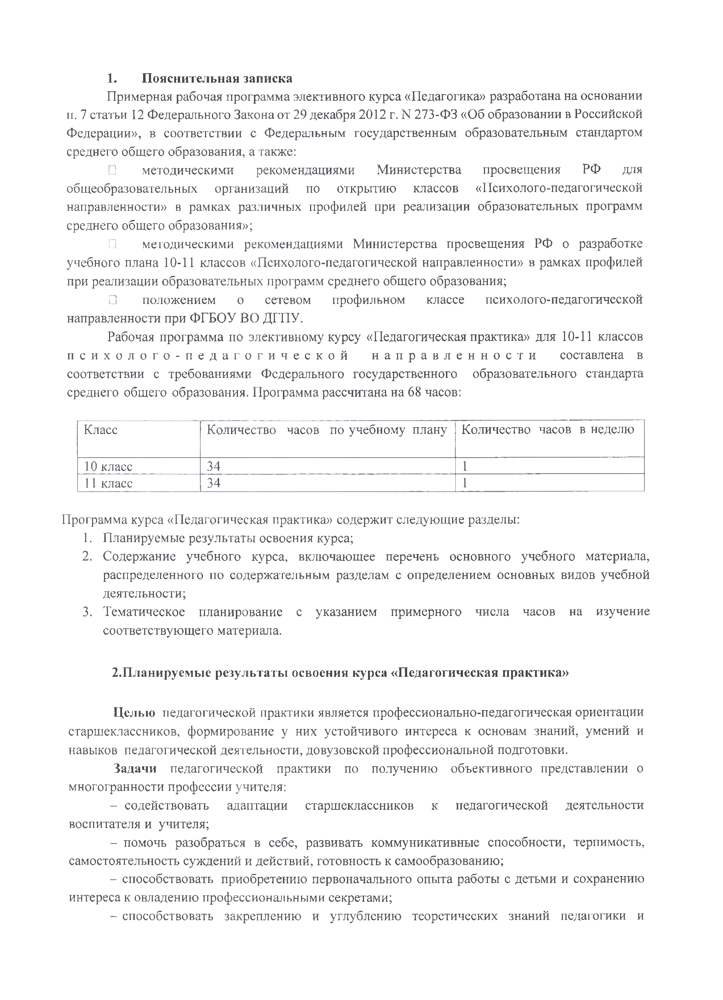 1. Пояснительная записка
Примерная рабочая программа элективного курса «Педагогика» разработана на основании
п. 7 статьи 12 Федерального Закона от 29 декабря 2012 г. N 273-ФЗ «Об образовании в Российской
Федерации», в соответствии с Федеральным государственным образовательным стандартом
среднего общего образования, а также:
□ методическими рекомендациями Министерства просвещения РФ для
общеобразовательных организаций по открытию классов «Психолого-педагогической
направленности» в рамках различных профилей при реализации образовательных программ
среднего общего образования»;
□ методическими рекомендациями Министерства просвещения РФ о разработке
учебного плана 10-11 классов «Психолого-педагогической направленности» в рамках профилей
при реализации образовательных программ среднего общего образования;
□ положением о сетевом профильном классе психолого-педагогической
направленности при ФГБОУ ВО ДГПУ.
Рабочая программа по элективному курсу «Педагогическая практика» для 10-11 классов
психолого-педагогической направленности составлена в
соответствии с требованиями Федерального государственного образовательного стандарта
среднего общего образования. Программа рассчитана на 68 часов:
Класс Количество часов по учебному плану Количество часов в неделю
10 класс 34 1
11 класс 34 1
Программа курса «Педагогическая практика» содержит следующие разделы:
1. Планируемые результаты освоения курса;
2. Содержание учебного курса, включающее перечень основного учебного материала,
распределенного по содержательным разделам с определением основных видов учебной
деятельности;
3. Тематическое планирование с указанием примерного числа часов на изучение
соответствующего материала.
2.Планируемые результаты освоения курса «Педагогическая практика»
Целью педагогической практики является профессионально-педагогическая ориентации
старшеклассников, формирование у них устойчивого интереса к основам знаний, умений и
навыков педагогической деятельности, довузовской профессиональной подготовки.
Задачи педагогической практики по получению объективного представлении о
многогранности профессии учителя:
– содействовать адаптации старшеклассников к педагогической деятельности
воспитателя и учителя;
– помочь разобраться в себе, развивать коммуникативные способности, терпимость,
самостоятельность суждений и действий, готовность к самообразованию;
– способствовать приобретению первоначального опыта работы с детьми и сохранению
интереса к овладению профессиональными секретами;
– способствовать закреплению и углублению теоретических знаний педагогики и